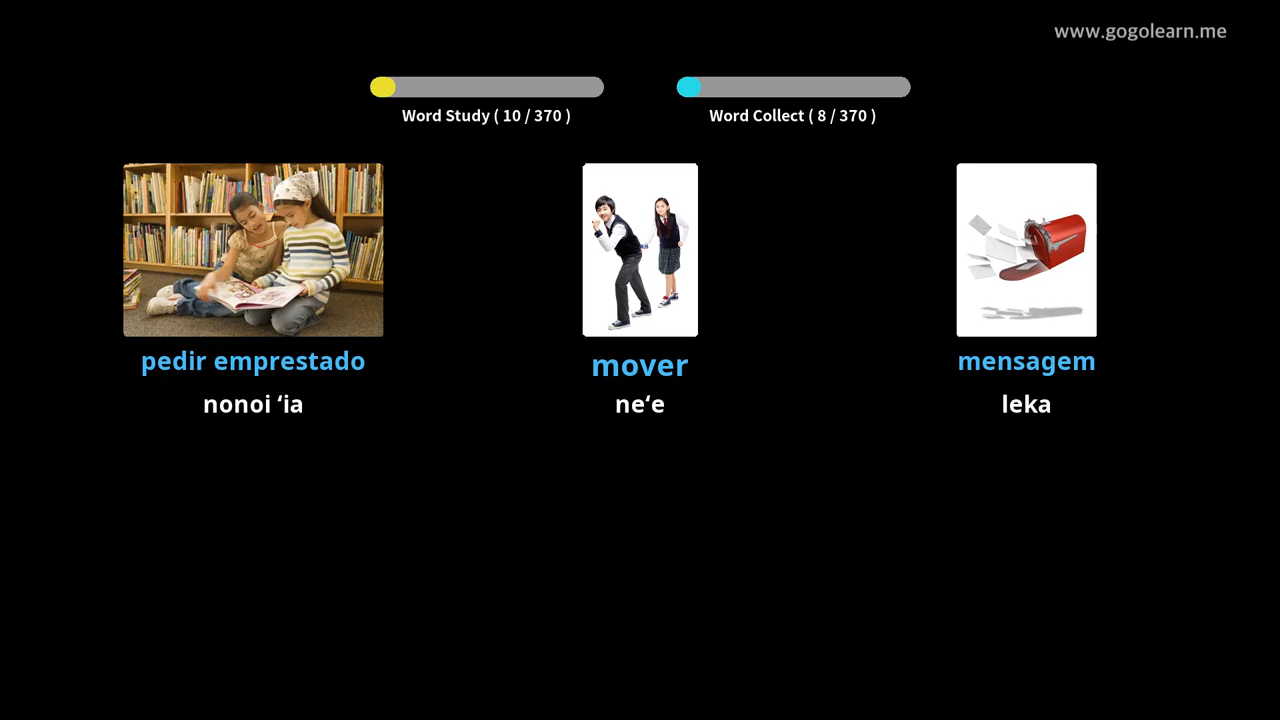 www.gogolearn.me
Word Study ( 10 / 370 )
Word Collect ( 8 / 370 )
pedir emprestado
mover
mensagem
nonoi ʻia
neʻe
leka